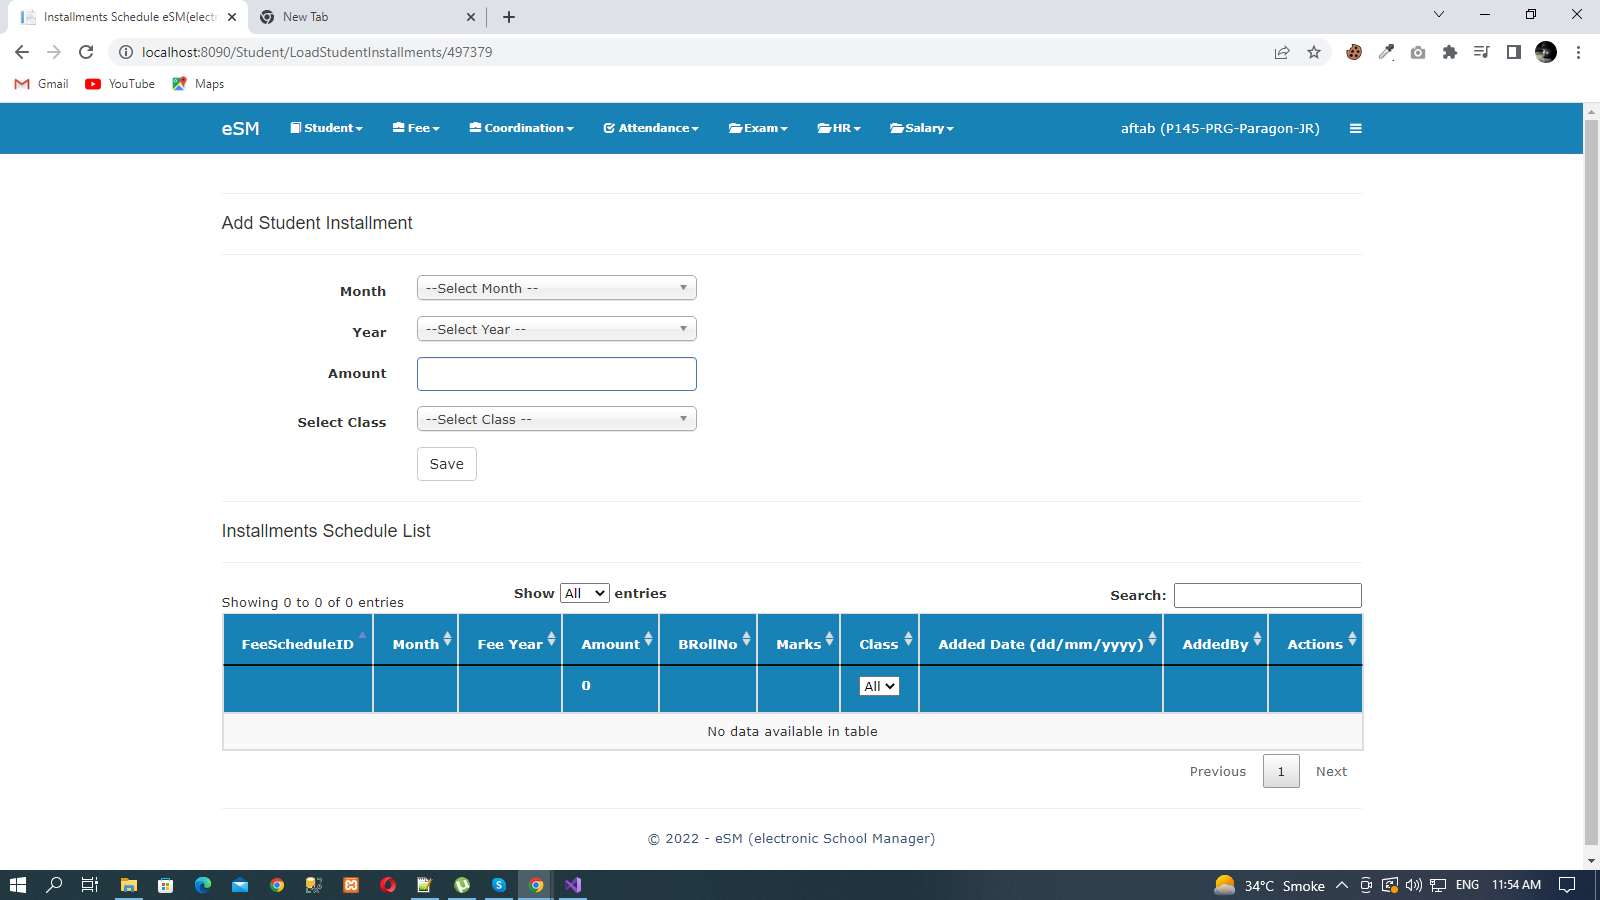 Installments Schedule eSM(electr
New Tab
localhost:8090/Student/LoadStudentInstallments/497379
Gmail
YouTube
Maps
eSM
Student
Fee
Coordination
Attendance
Exam
HR
Salary
aftab (P145-PRG-Paragon-JR)
Add Student Installment
Month
--Select Month --
Year
--Select Year --
Amount
Select Class
--Select Class --
Save
Installments Schedule List
Showing 0 to 0 of 0 entries
Show All entries
Search:
FeeScheduleID Month Fee Year Amount BRollNo Marks Class Added Date (dd/mm/yyyy) AddedBy Actions
0 All
No data available in table
Previous 1 Next
© 2022 - eSM (electronic School Manager)
34°C Smoke
ENG
11:54 AM